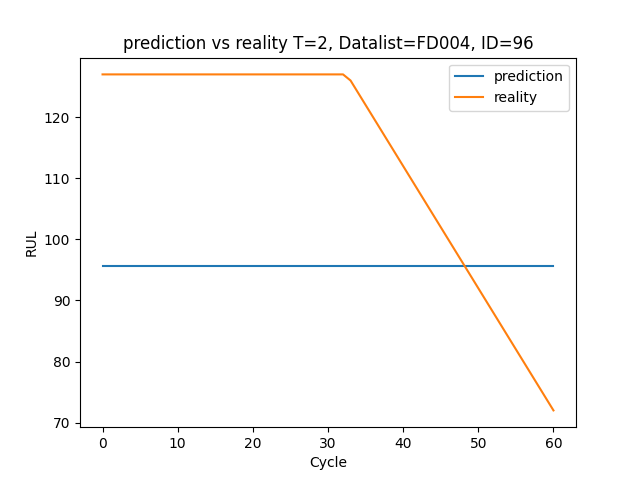 prediction vs reality T=2, Datalist=FD004, ID=96
prediction
reality
120
110
100
90
80
70
RUL
0 10 20 30 40 50 60
Cycle